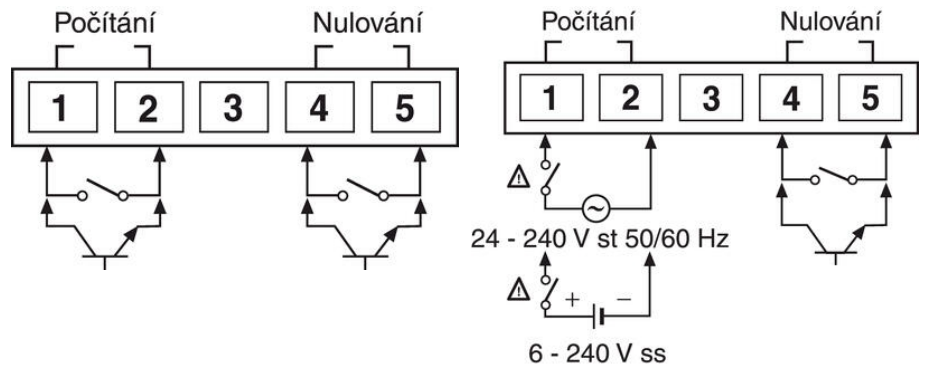 Počítání Nulování
1 2 3 4 5
Počítání Nulování
1 2 3 4 5
24 - 240 V st 50/60 Hz
+ −
6 - 240 V ss